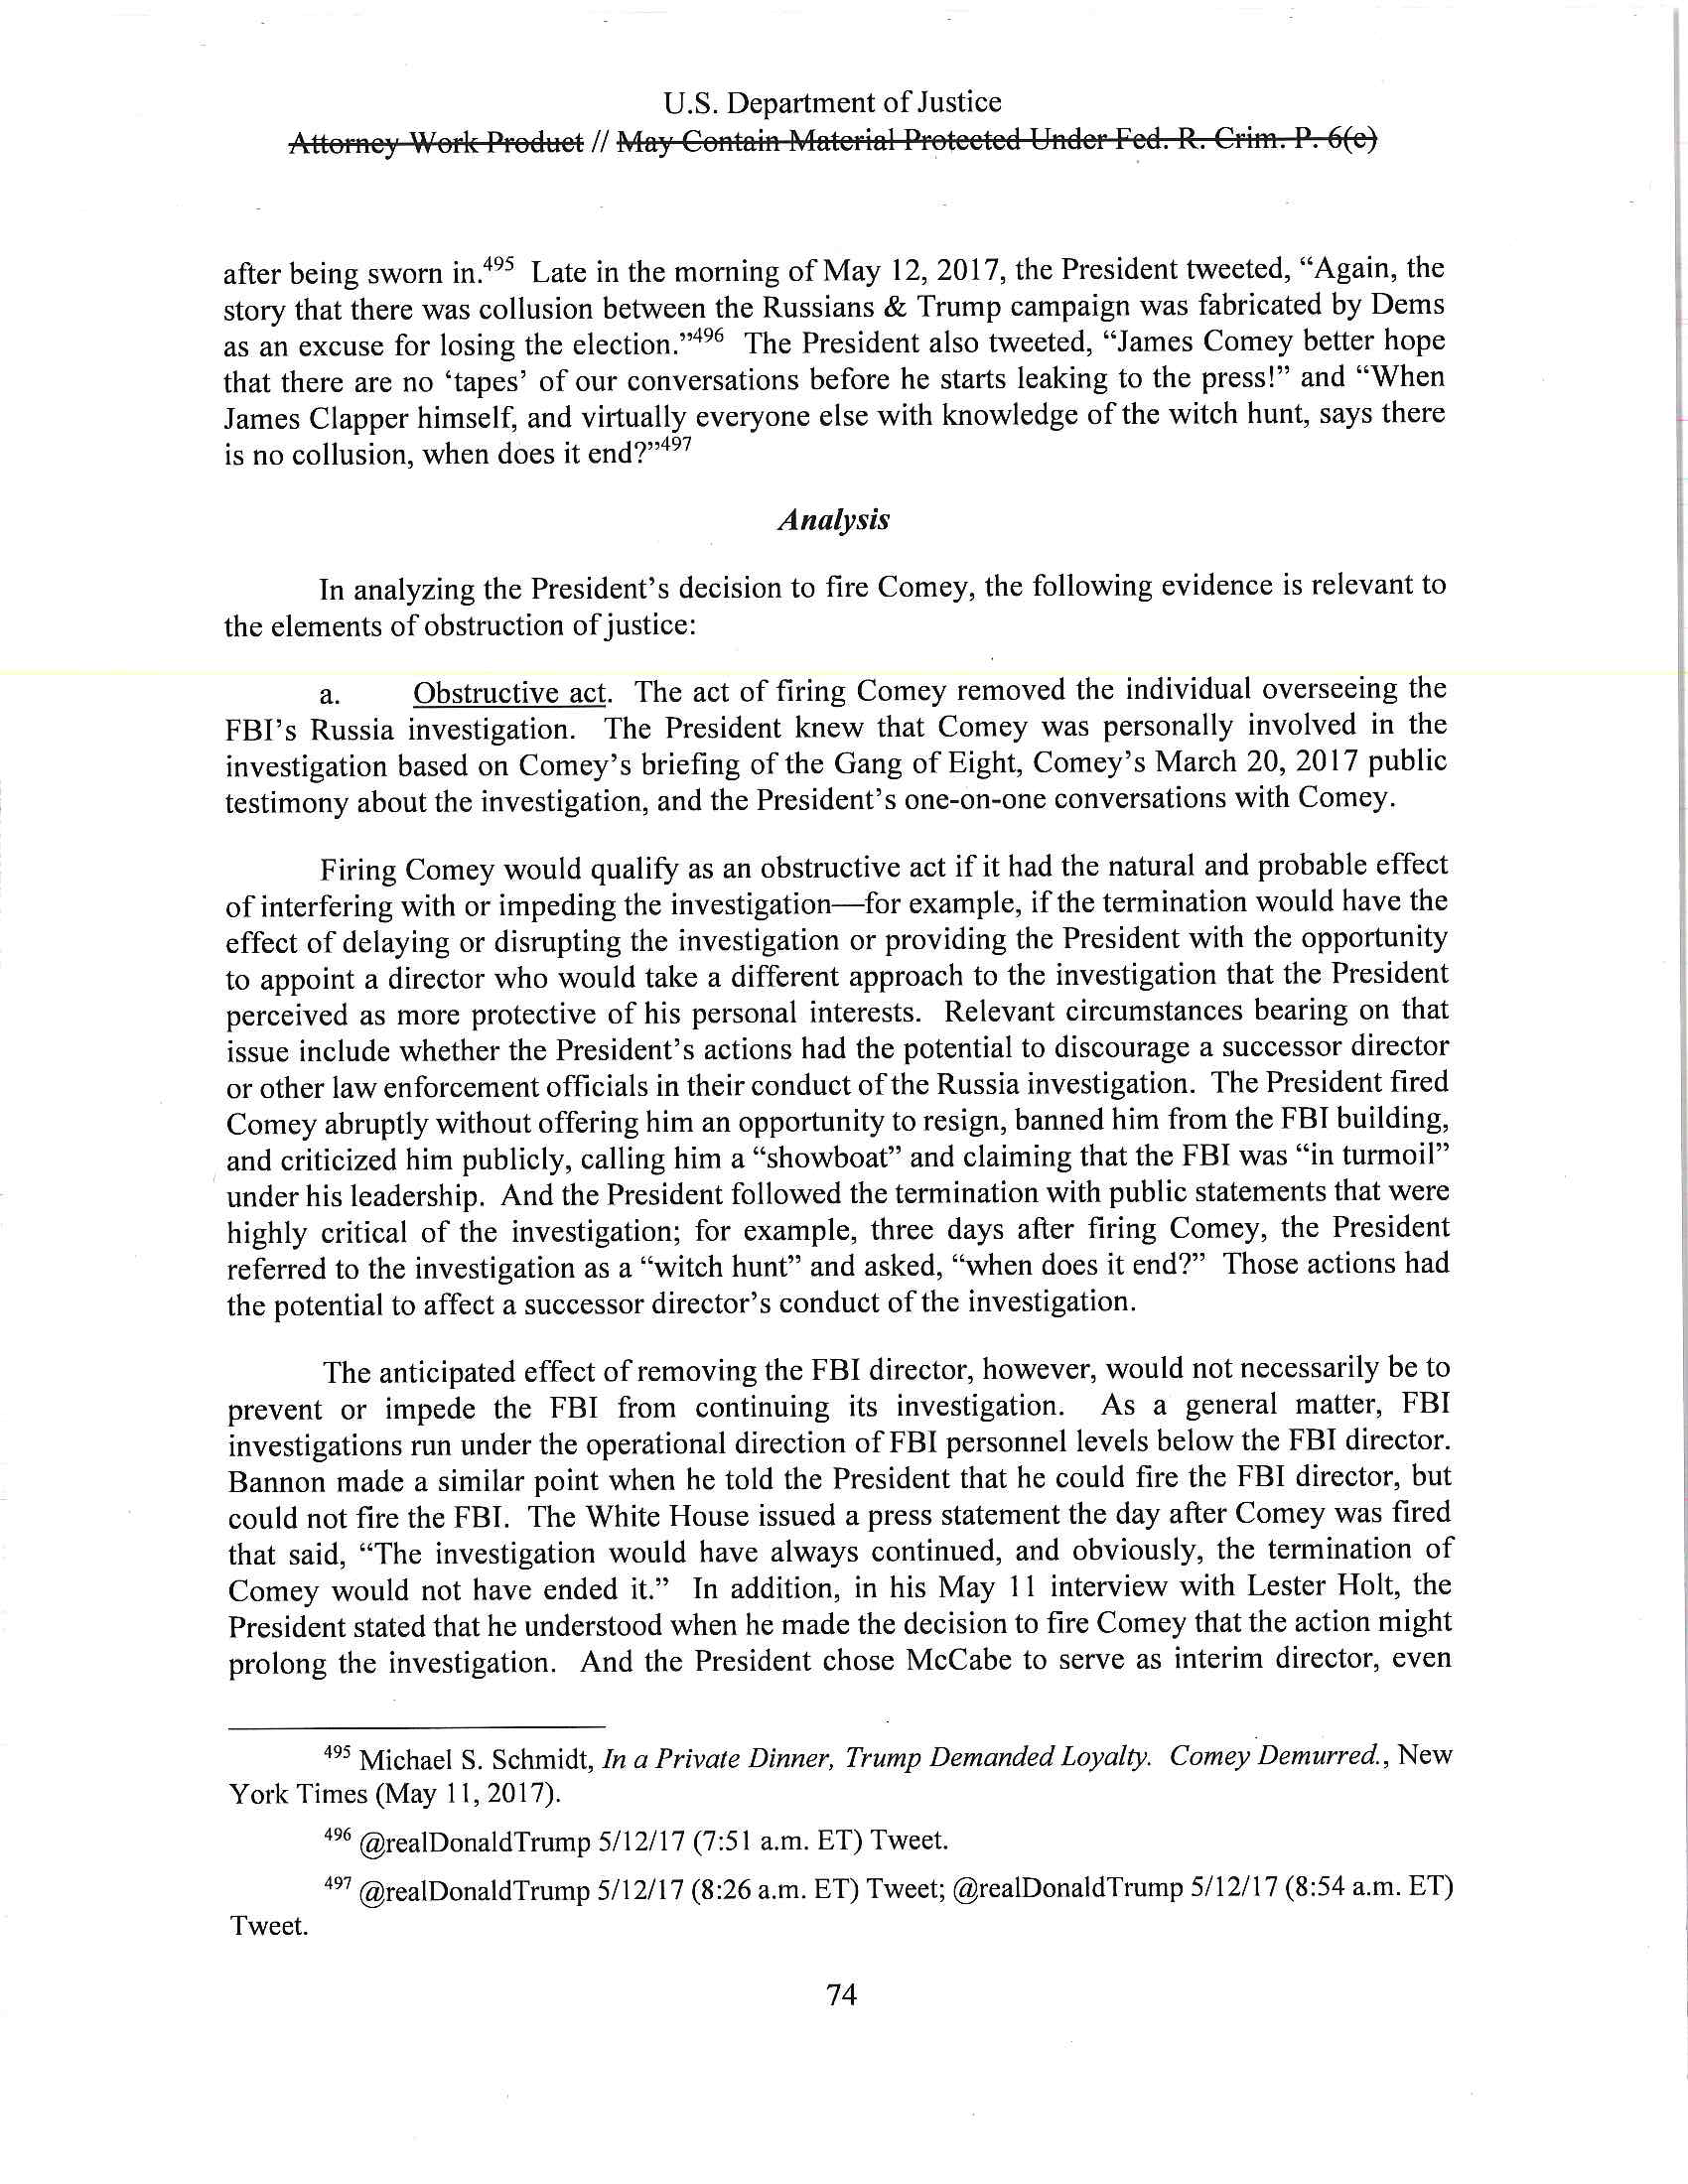 U.S. Department of Justice
Attorney Work Product // May Contain Material Protected Under Fed. R. Crim. P. 6(e)
after being sworn in.495 Late in the morning of May 12, 2017, the President tweeted, “Again, the
story that there was collusion between the Russians & Trump campaign was fabricated by Dems
as an excuse for losing the election.”496 The President also tweeted, “James Comey better hope
that there are no ‘tapes’ of our conversations before he starts leaking to the press!” and “When
James Clapper himself, and virtually everyone else with knowledge of the witch hunt, says there
is no collusion, when does it end?”497
Analysis
In analyzing the President’s decision to fire Comey, the following evidence is relevant to
the elements of obstruction of justice:
a. Obstructive act. The act of firing Comey removed the individual overseeing the
FBI’s Russia investigation. The President knew that Comey was personally involved in the
investigation based on Comey’s briefing of the Gang of Eight, Comey’s March 20, 2017 public
testimony about the investigation, and the President’s one-on-one conversations with Comey.
Firing Comey would qualify as an obstructive act if it had the natural and probable effect
of interfering with or impeding the investigation—for example, if the termination would have the
effect of delaying or disrupting the investigation or providing the President with the opportunity
to appoint a director who would take a different approach to the investigation that the President
perceived as more protective of his personal interests. Relevant circumstances bearing on that
issue include whether the President’s actions had the potential to discourage a successor director
or other law enforcement officials in their conduct of the Russia investigation. The President fired
Comey abruptly without offering him an opportunity to resign, banned him from the FBI building,
and criticized him publicly, calling him a “showboat” and claiming that the FBI was “in turmoil”
under his leadership. And the President followed the termination with public statements that were
highly critical of the investigation; for example, three days after firing Comey, the President
referred to the investigation as a “witch hunt” and asked, “when does it end?” Those actions had
the potential to affect a successor director’s conduct of the investigation.
The anticipated effect of removing the FBI director, however, would not necessarily be to
prevent or impede the FBI from continuing its investigation. As a general matter, FBI
investigations run under the operational direction of FBI personnel levels below the FBI director.
Bannon made a similar point when he told the President that he could fire the FBI director, but
could not fire the FBI. The White House issued a press statement the day after Comey was fired
that said, “The investigation would have always continued, and obviously, the termination of
Comey would not have ended it.” In addition, in his May 11 interview with Lester Holt, the
President stated that he understood when he made the decision to fire Comey that the action might
prolong the investigation. And the President chose McCabe to serve as interim director, even
495 Michael S. Schmidt, In a Private Dinner, Trump Demanded Loyalty. Comey Demurred., New
York Times (May 11, 2017).
496 @realDonaldTrump 5/12/17 (7:51 a.m. ET) Tweet.
497 @realDonaldTrump 5/12/17 (8:26 a.m. ET) Tweet; @realDonaldTrump 5/12/17 (8:54 a.m. ET)
Tweet.
74